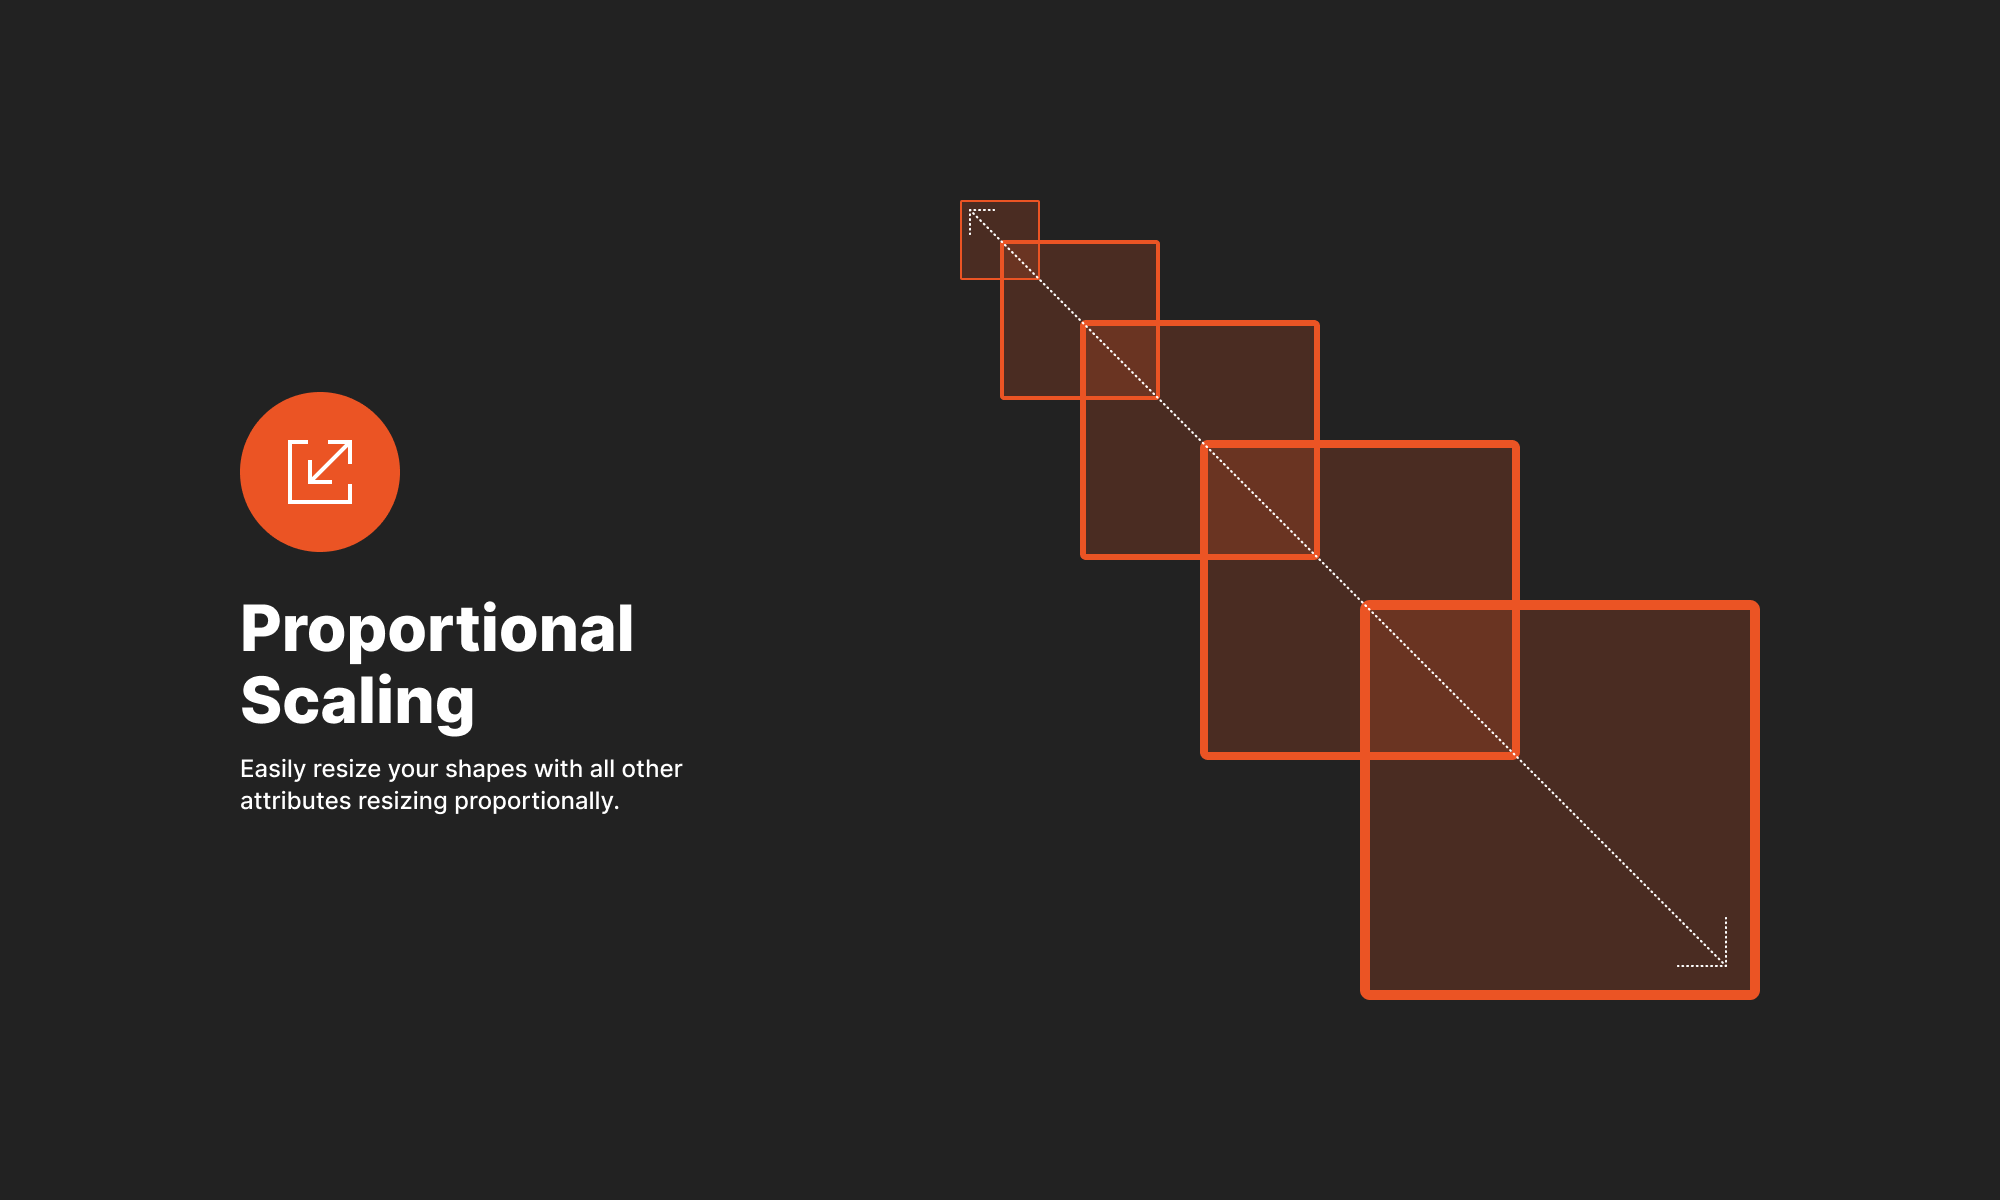 Proportional
Scaling
Easily resize your shapes with all other
attributes resizing proportionally.